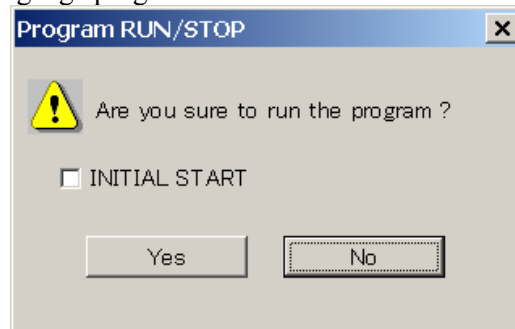 Program RUN/STOP
Are you sure to run the program ?
INITIAL START
Yes
No